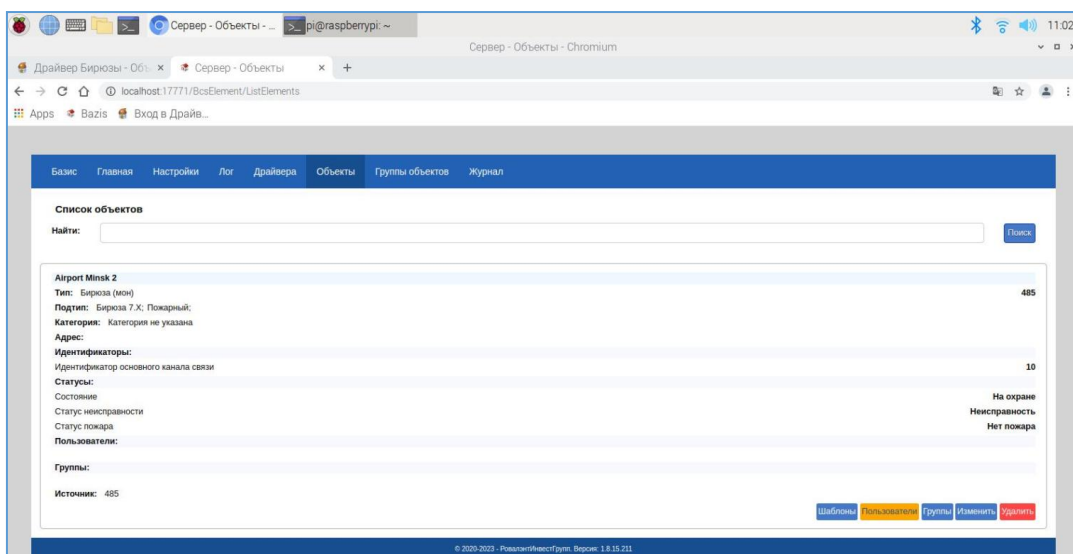 Сервер - Объекты - ...
pi@raspberrypi: ~
11:02
Сервер - Объекты - Chromium
Драйвер Бирюзы - Объ
Сервер - Объекты
localhost:17771/BcsElement/ListElements
Apps
Bazis
Вход в Драйв...
Базис Главная Настройки Лог Драйвера Объекты Группы объектов Журнал
Список объектов
Найти:
Поиск
Airport Minsk 2
Тип: Бирюза (мон) 485
Подтип: Бирюза 7.X; Пожарный;
Категория: Категория не указана
Адрес:
Идентификаторы:
Идентификатор основного канала связи 10
Статусы:
Состояние На охране
Статус неисправности Неисправность
Статус пожара Нет пожара
Пользователи:
Группы:
Источник: 485
Шаблоны Пользователи Группы Изменить Удалить
© 2020-2023 - РовалэнтИнвестГрупп. Версия: 1.8.15.211